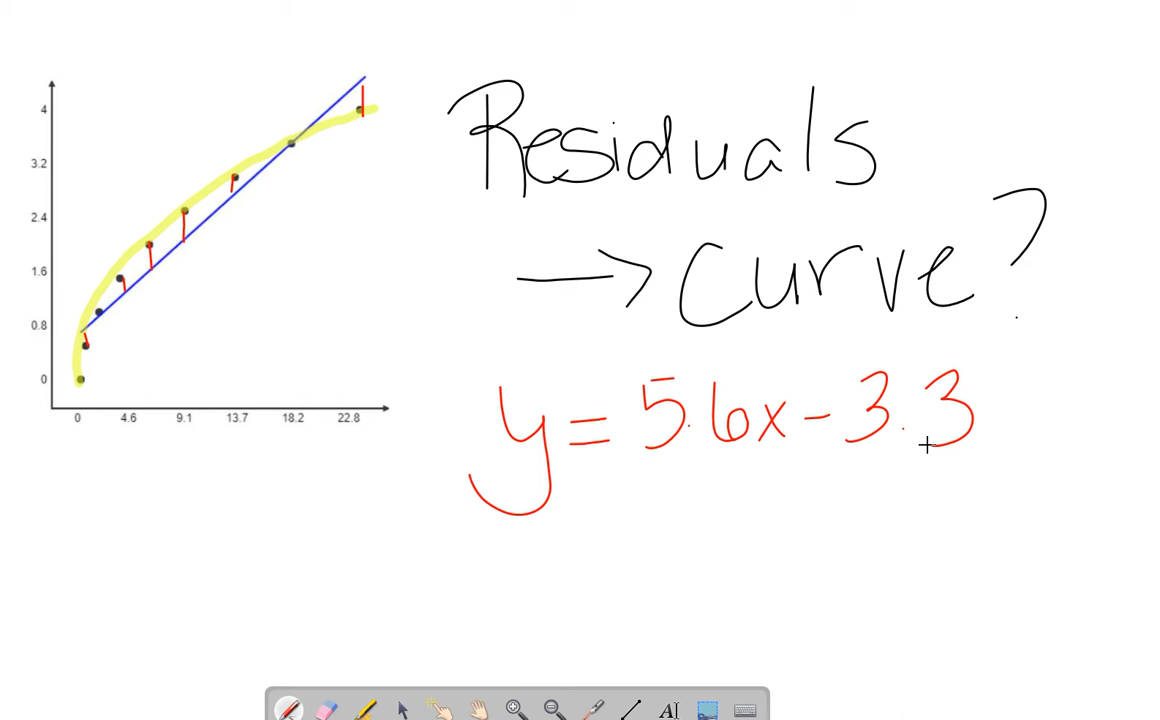 Residuals
→ Curve?
y = 5.6x - 3.3
4
3.2
2.4
1.6
0.8
0
0 4.6 9.1 13.7 18.2 22.8
A